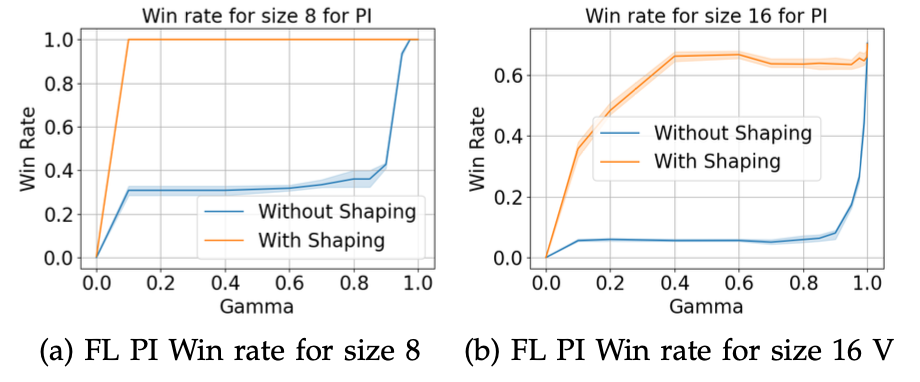 Win rate for size 8 for PI
1.0
0.8
0.6
0.4
0.2
0.0
Win Rate
Without Shaping
With Shaping
0.0 0.2 0.4 0.6 0.8 1.0
Gamma
(a) FL PI Win rate for size 8
Win rate for size 16 for PI
0.6
0.4
0.2
0.0
Win Rate
Without Shaping
With Shaping
0.0 0.2 0.4 0.6 0.8 1.0
Gamma
(b) FL PI Win rate for size 16 V